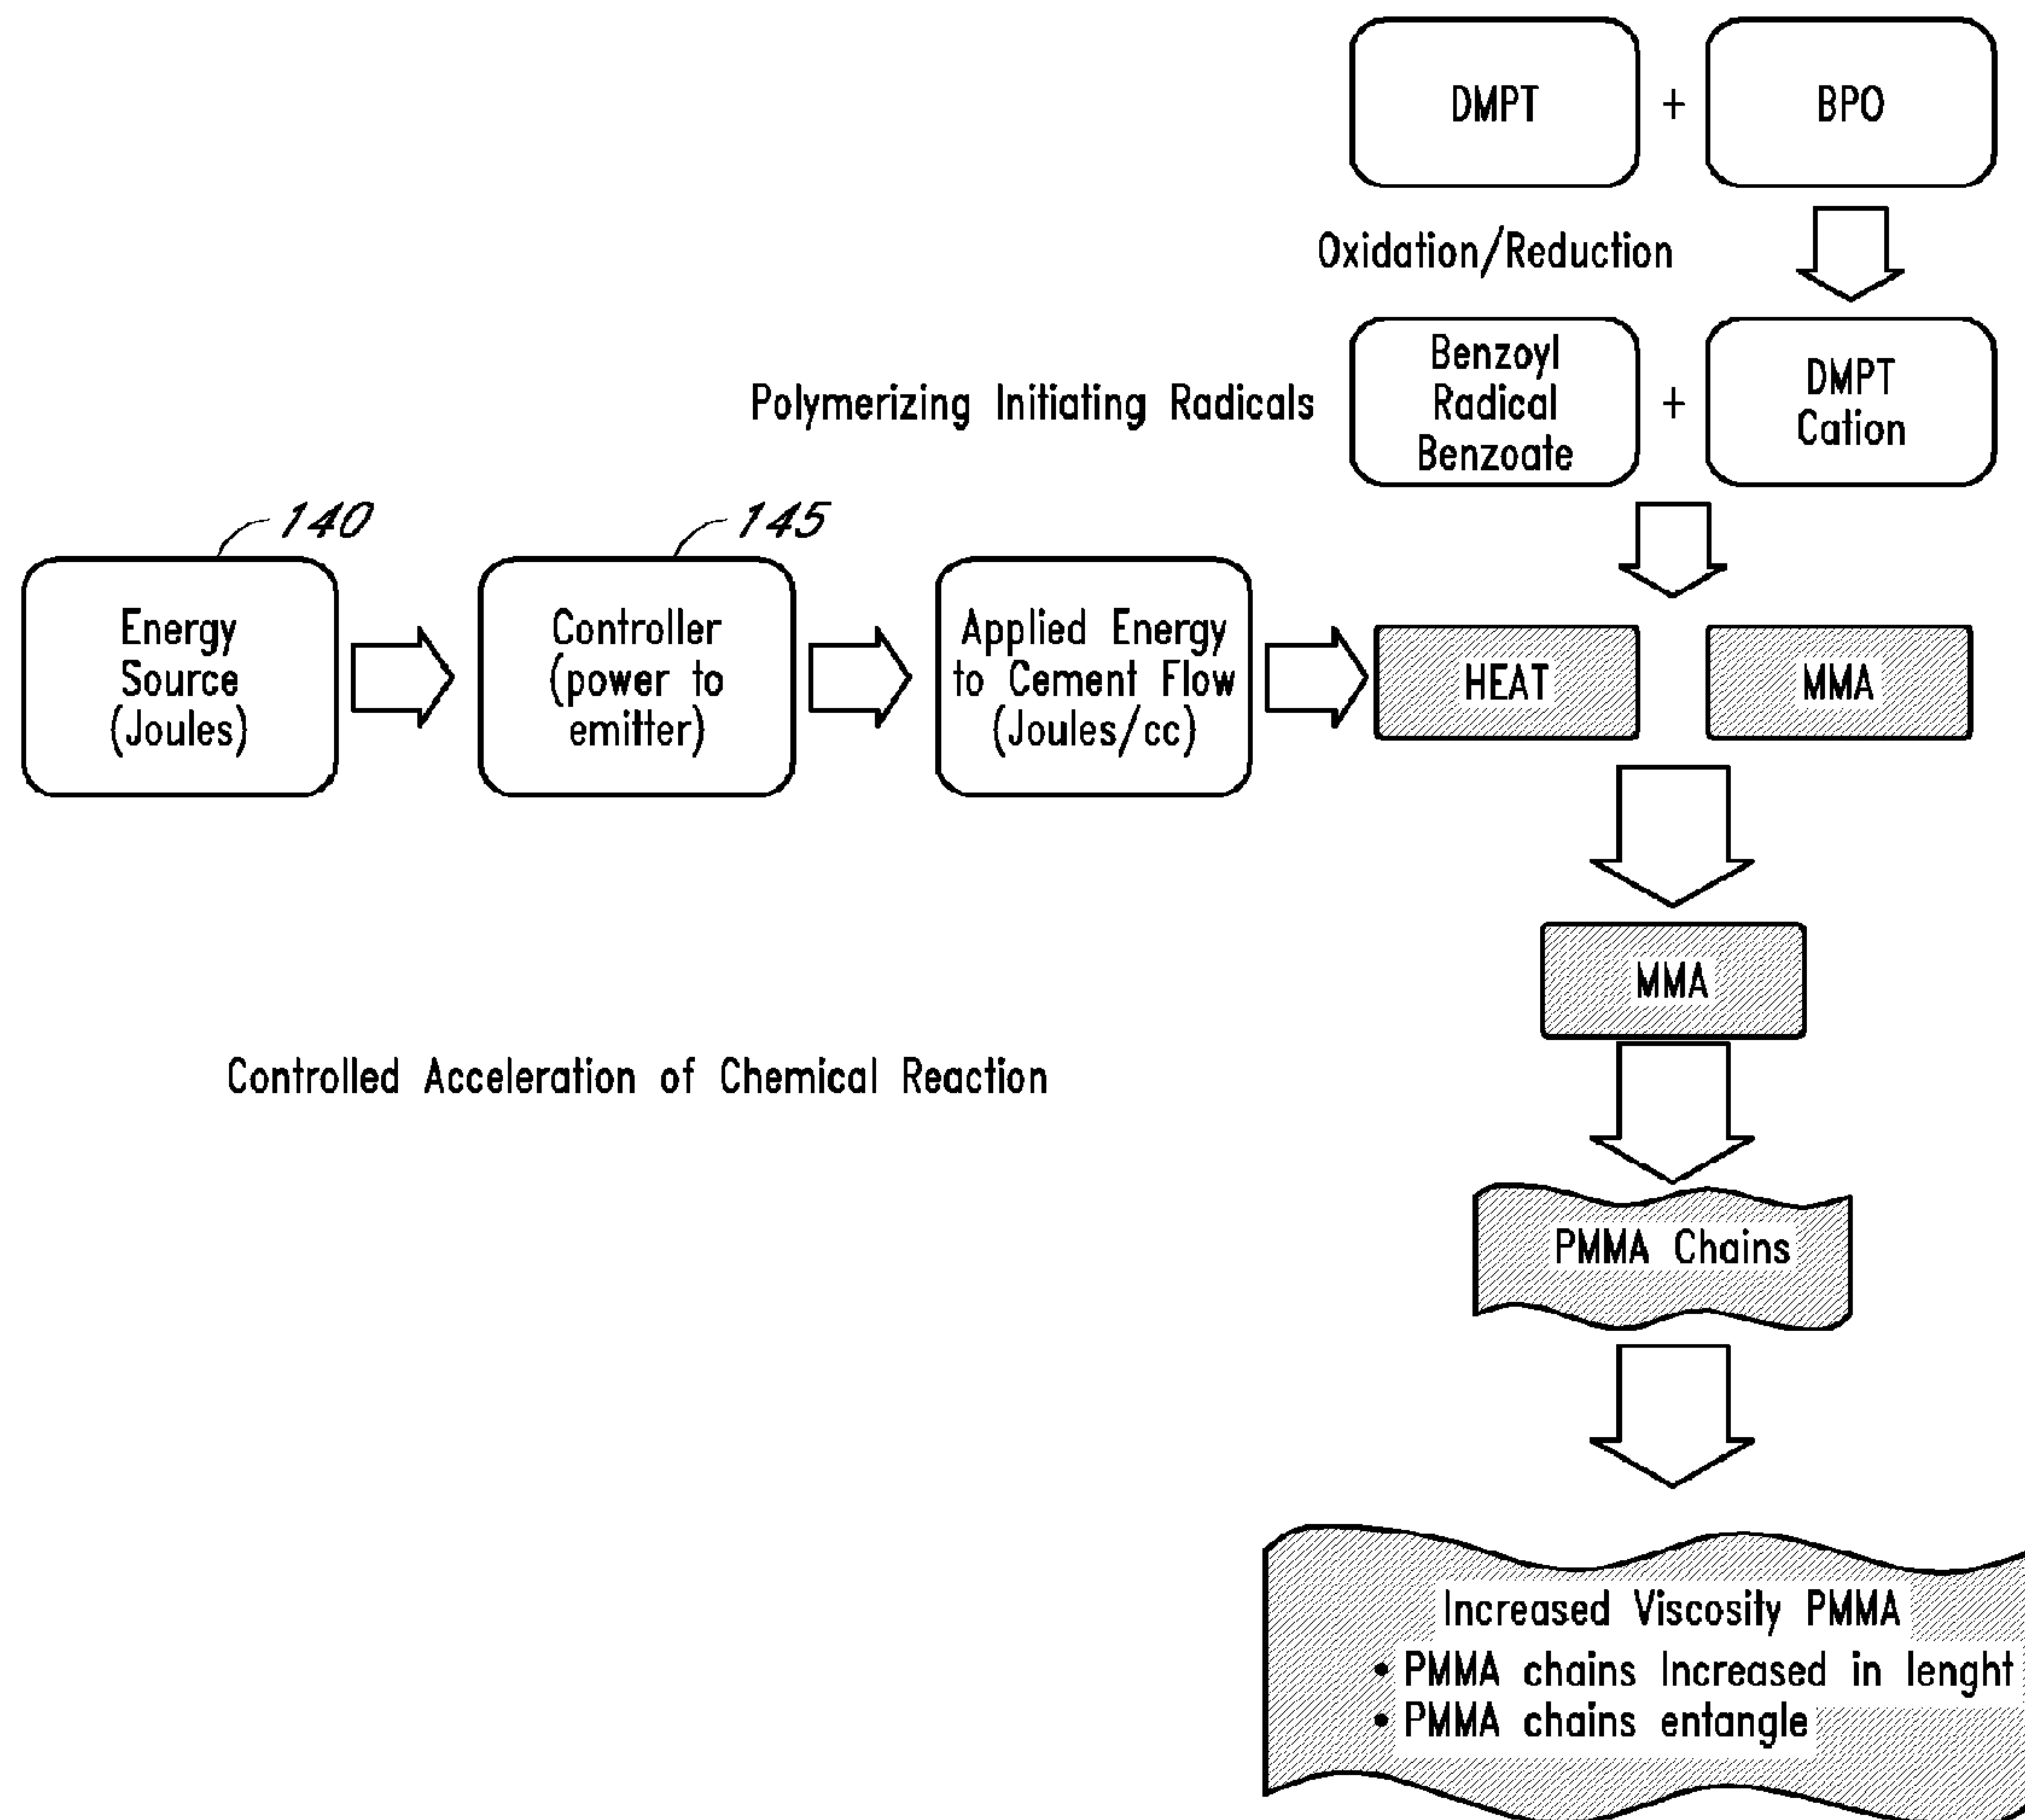 DMPT
+
BPO
Oxidation/Reduction
Polymerizing Initiating Radicals
Benzoyl
Radical
Benzoate
+
DMPT
Cation
140
145
Energy
Source
(Joules)
Controller
(power to
emitter)
Applied Energy
to Cement Flow
(Joules/cc)
HEAT
MMA
MMA
Controlled Acceleration of Chemical Reaction
PMMA Chains
Increased Viscosity PMMA
• PMMA chains Increased in lenght
• PMMA chains entangle